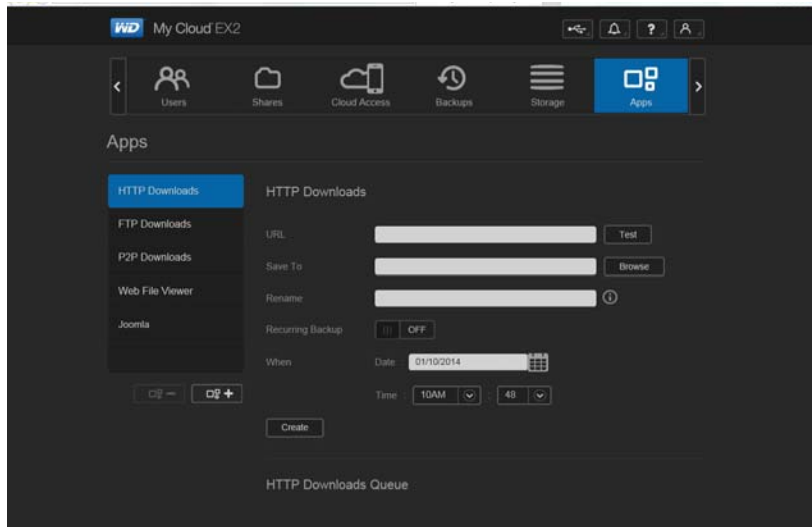 WD My Cloud EX2
?
Users Shares Cloud Access Backups Storage Apps
Apps
HTTP Downloads
FTP Downloads
P2P Downloads
Web File Viewer
Joomla
HTTP Downloads
URL Test
Save To Browse
Rename
Recurring Backup OFF
When Date : 01/10/2014
Time : 10AM : 48
Create
HTTP Downloads Queue